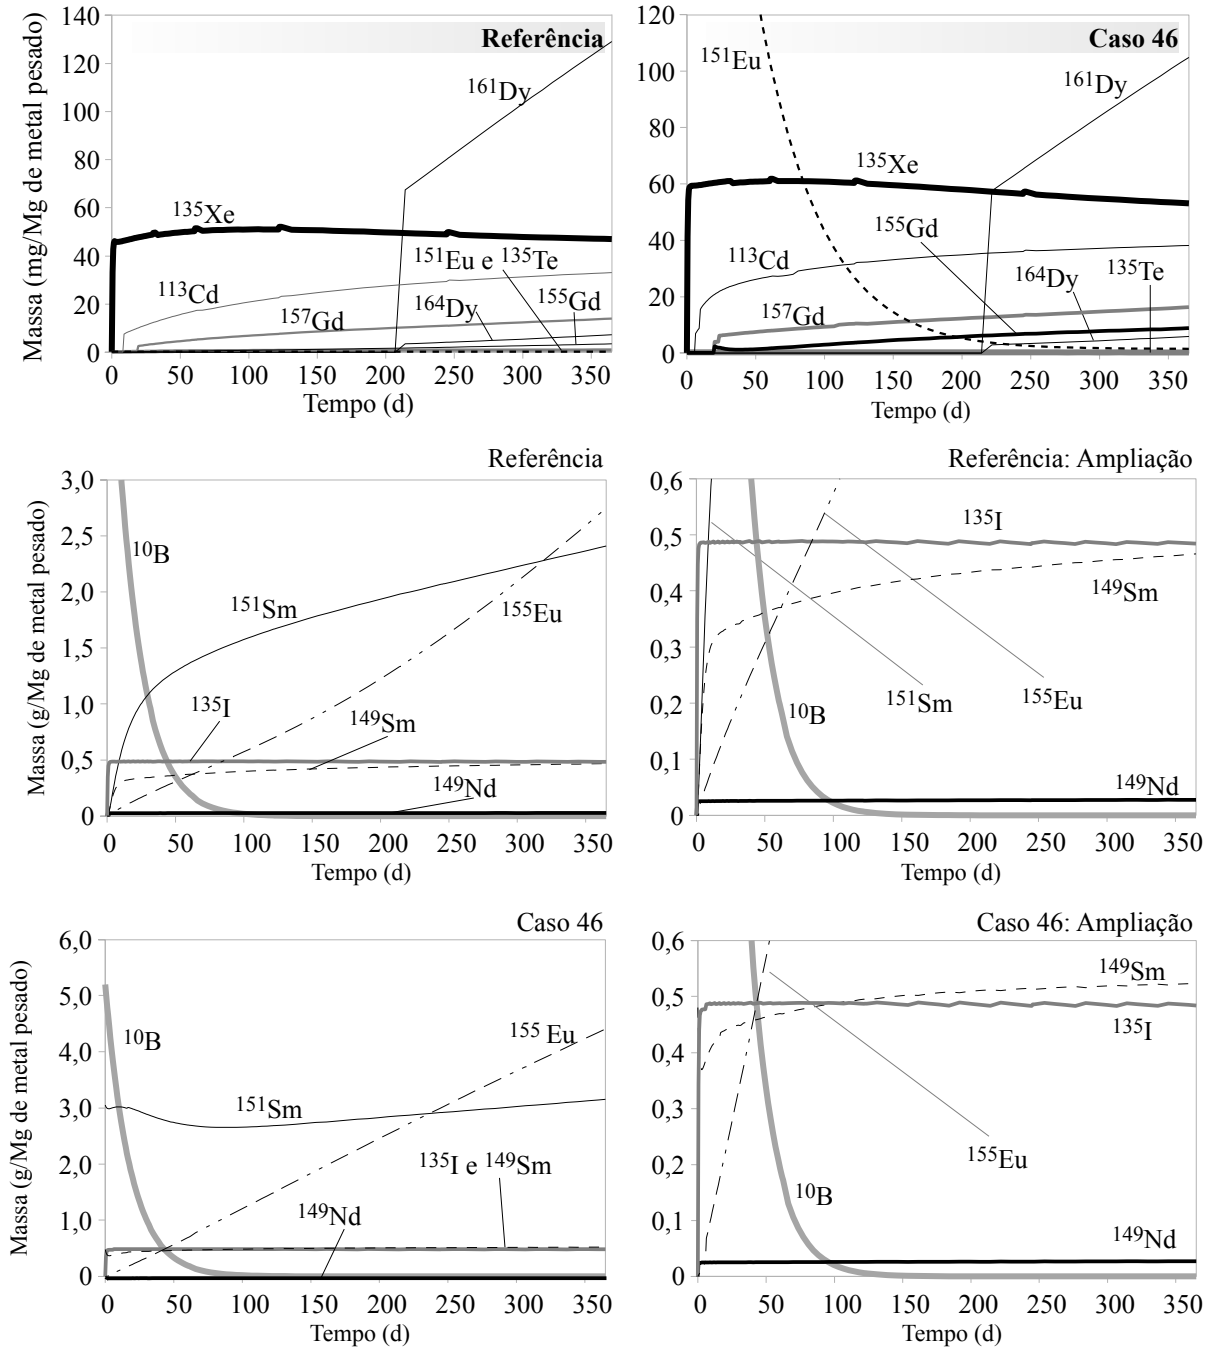 Referência
Massa (mg/Mg de metal pesado)
140
120
100
80
60
40
20
0
161Dy
135Xe
151Eu e 135Te
113Cd
157Gd
164Dy
155Gd
0 50 100 150 200 250 300 350
Tempo (d)
Caso 46
120
100
80
60
40
20
0
151Eu
161Dy
135Xe
155Gd
113Cd
164Dy
135Te
157Gd
0 50 100 150 200 250 300 350
Tempo (d)
Referência
Massa (g/Mg de metal pesado)
3,0
2,5
2,0
1,5
1,0
0,5
0
10B
151Sm
155Eu
135I
149Sm
149Nd
0 50 100 150 200 250 300 350
Tempo (d)
Referência: Ampliação
0,6
0,5
0,4
0,3
0,2
0,1
0
135I
149Sm
151Sm
155Eu
10B
149Nd
0 50 100 150 200 250 300 350
Tempo (d)
Caso 46
Massa (g/Mg de metal pesado)
6,0
5,0
4,0
3,0
2,0
1,0
0
10B
155 Eu
151Sm
135I e 149Sm
149Nd
0 50 100 150 200 250 300 350
Tempo (d)
Caso 46: Ampliação
0,6
0,5
0,4
0,3
0,2
0,1
0
149Sm
135I
155Eu
10B
149Nd
0 50 100 150 200 250 300 350
Tempo (d)